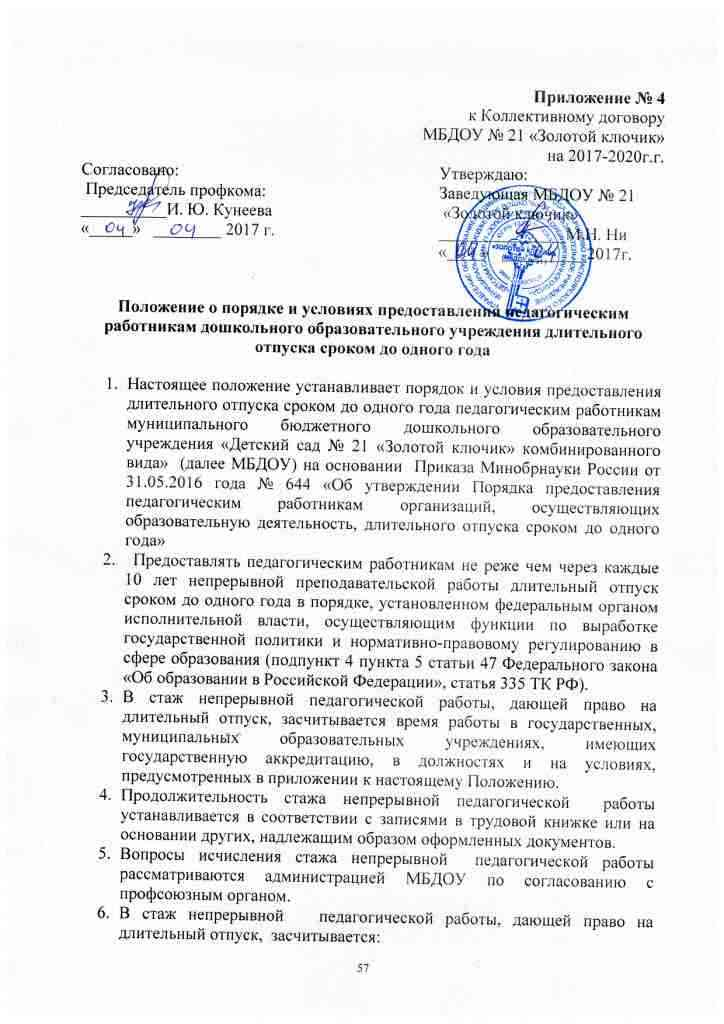 Приложение № 4
к Коллективному договору
МБДОУ № 21 «Золотой ключик»
на 2017-2020г.г.
Согласовано:
Председатель профкома:
__________И. Ю. Кунеева
«_04_» __04__ 2017 г.
Утверждаю:
Заведующая МБДОУ № 21
«Золотой ключик»
М.Н. Ни
«04» 04 2017г.
Положение о порядке и условиях предоставления педагогическим
работникам дошкольного образовательного учреждения длительного
отпуска сроком до одного года
1. Настоящее положение устанавливает порядок и условия предоставления
длительного отпуска сроком до одного года педагогическим работникам
муниципального бюджетного дошкольного образовательного
учреждения «Детский сад № 21 «Золотой ключик» комбинированного
вида» (далее МБДОУ) на основании Приказа Минобрнауки России от
31.05.2016 года № 644 «Об утверждении Порядка предоставления
педагогическим работникам организаций, осуществляющих
образовательную деятельность, длительного отпуска сроком до одного
года»
2. Предоставлять педагогическим работникам не реже чем через каждые
10 лет непрерывной преподавательской работы длительный отпуск
сроком до одного года в порядке, установленном федеральным органом
исполнительной власти, осуществляющим функции по выработке
государственной политики и нормативно-правовому регулированию в
сфере образования (подпункт 4 пункта 5 статьи 47 Федерального закона
«Об образовании в Российской Федерации», статья 335 ТК РФ).
3. В стаж непрерывной педагогической работы, дающей право на
длительный отпуск, засчитывается время работы в государственных,
муниципальных образовательных учреждениях, имеющих
государственную аккредитацию, в должностях и на условиях,
предусмотренных в приложении к настоящему Положению.
4. Продолжительность стажа непрерывной педагогической работы
устанавливается в соответствии с записями в трудовой книжке или на
основании других, надлежащим образом оформленных документов.
5. Вопросы исчисления стажа непрерывной педагогической работы
рассматриваются администрацией МБДОУ по согласованию с
профсоюзным органом.
6. В стаж непрерывной педагогической работы, дающей право на
длительный отпуск, засчитывается:
57